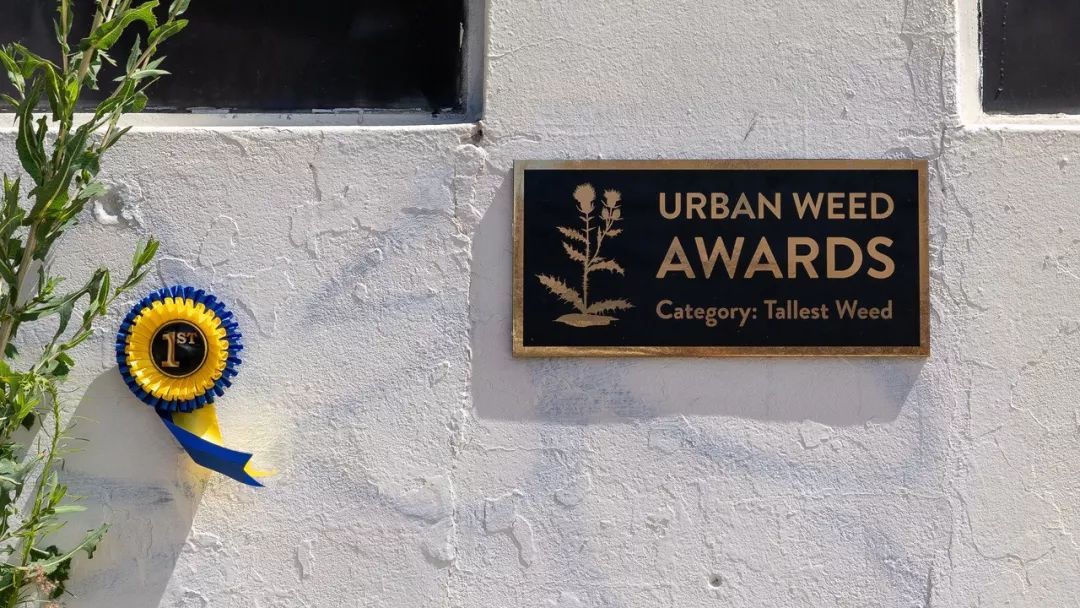 1ST
URBAN WEED
AWARDS
Category: Tallest Weed